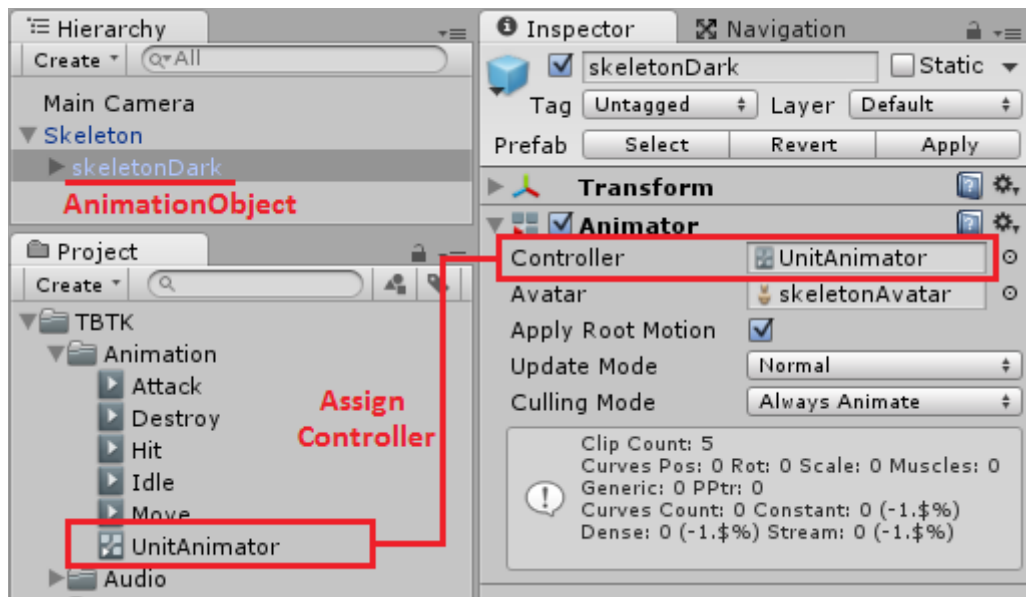 Hierarchy
Create
All
Main Camera
Skeleton
skeletonDark
AnimationObject
Project
Create
TBTK
Animation
Attack
Destroy
Hit
Idle
Move
UnitAnimator
Audio
Assign
Controller
Inspector
Navigation
skeletonDark
Static
Tag Untagged Layer Default
Prefab Select Revert Apply
Transform
Animator
Controller UnitAnimator
Avatar skeletonAvatar
Apply Root Motion
Update Mode Normal
Culling Mode Always Animate
Clip Count: 5
Curves Pos: 0 Rot: 0 Scale: 0 Muscles: 0
Generic: 0 PPtr: 0
Curves Count: 0 Constant: 0 (-1.$%)
Dense: 0 (-1.$%) Stream: 0 (-1.$%)